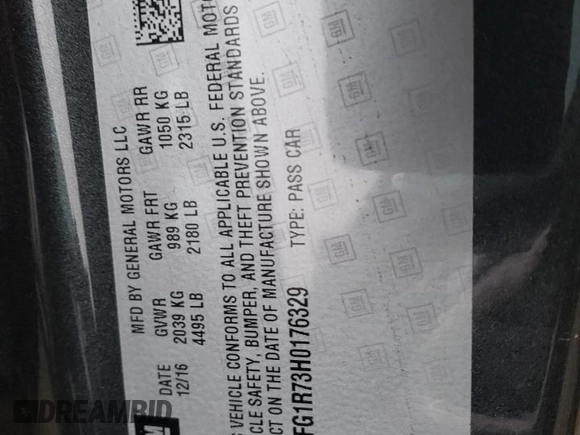 MFD BY GENERAL MOTORS LLC
DATE GVWR GAWR FRT GAWR RR
12/16 2039 KG 989 KG 1050 KG
4495 LB 2180 LB 2315 LB
VEHICLE CONFORMS TO ALL APPLICABLE U.S. FEDERAL
CLE SAFETY, BUMPER, AND THEFT PREVENTION STANDARDS
CT ON THE DATE OF MANUFACTURE SHOWN ABOVE.
FG1R73H0176329 TYPE: PASS CAR
GM
DREAMBID